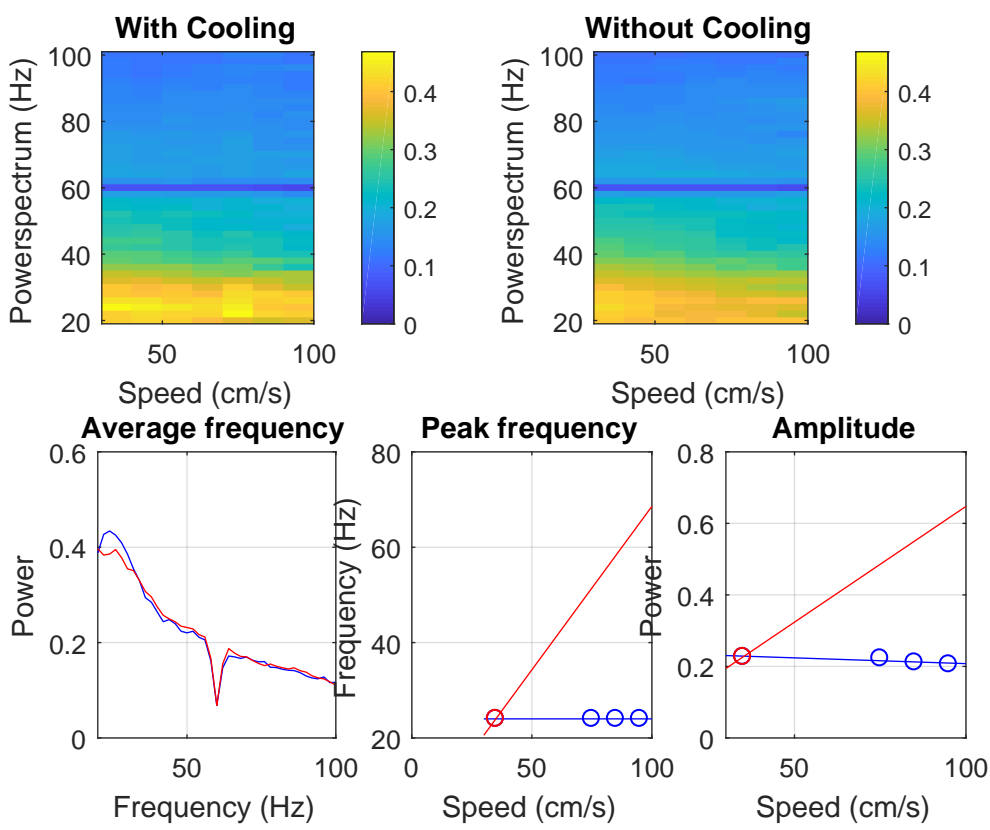 With Cooling
Powerspectrum (Hz)
100
80
60
40
20
50
100
Speed (cm/s)
0.4
0.3
0.2
0.1
0
Without Cooling
Powerspectrum (Hz)
100
80
60
40
20
50
100
Speed (cm/s)
0.4
0.3
0.2
0.1
0
Average frequency
Power
0.6
0.4
0.2
0
50
100
Frequency (Hz)
Peak frequency
Frequency (Hz)
80
60
40
20
0
50
100
Speed (cm/s)
Amplitude
Power
0.8
0.6
0.4
0.2
0
50
100
Speed (cm/s)